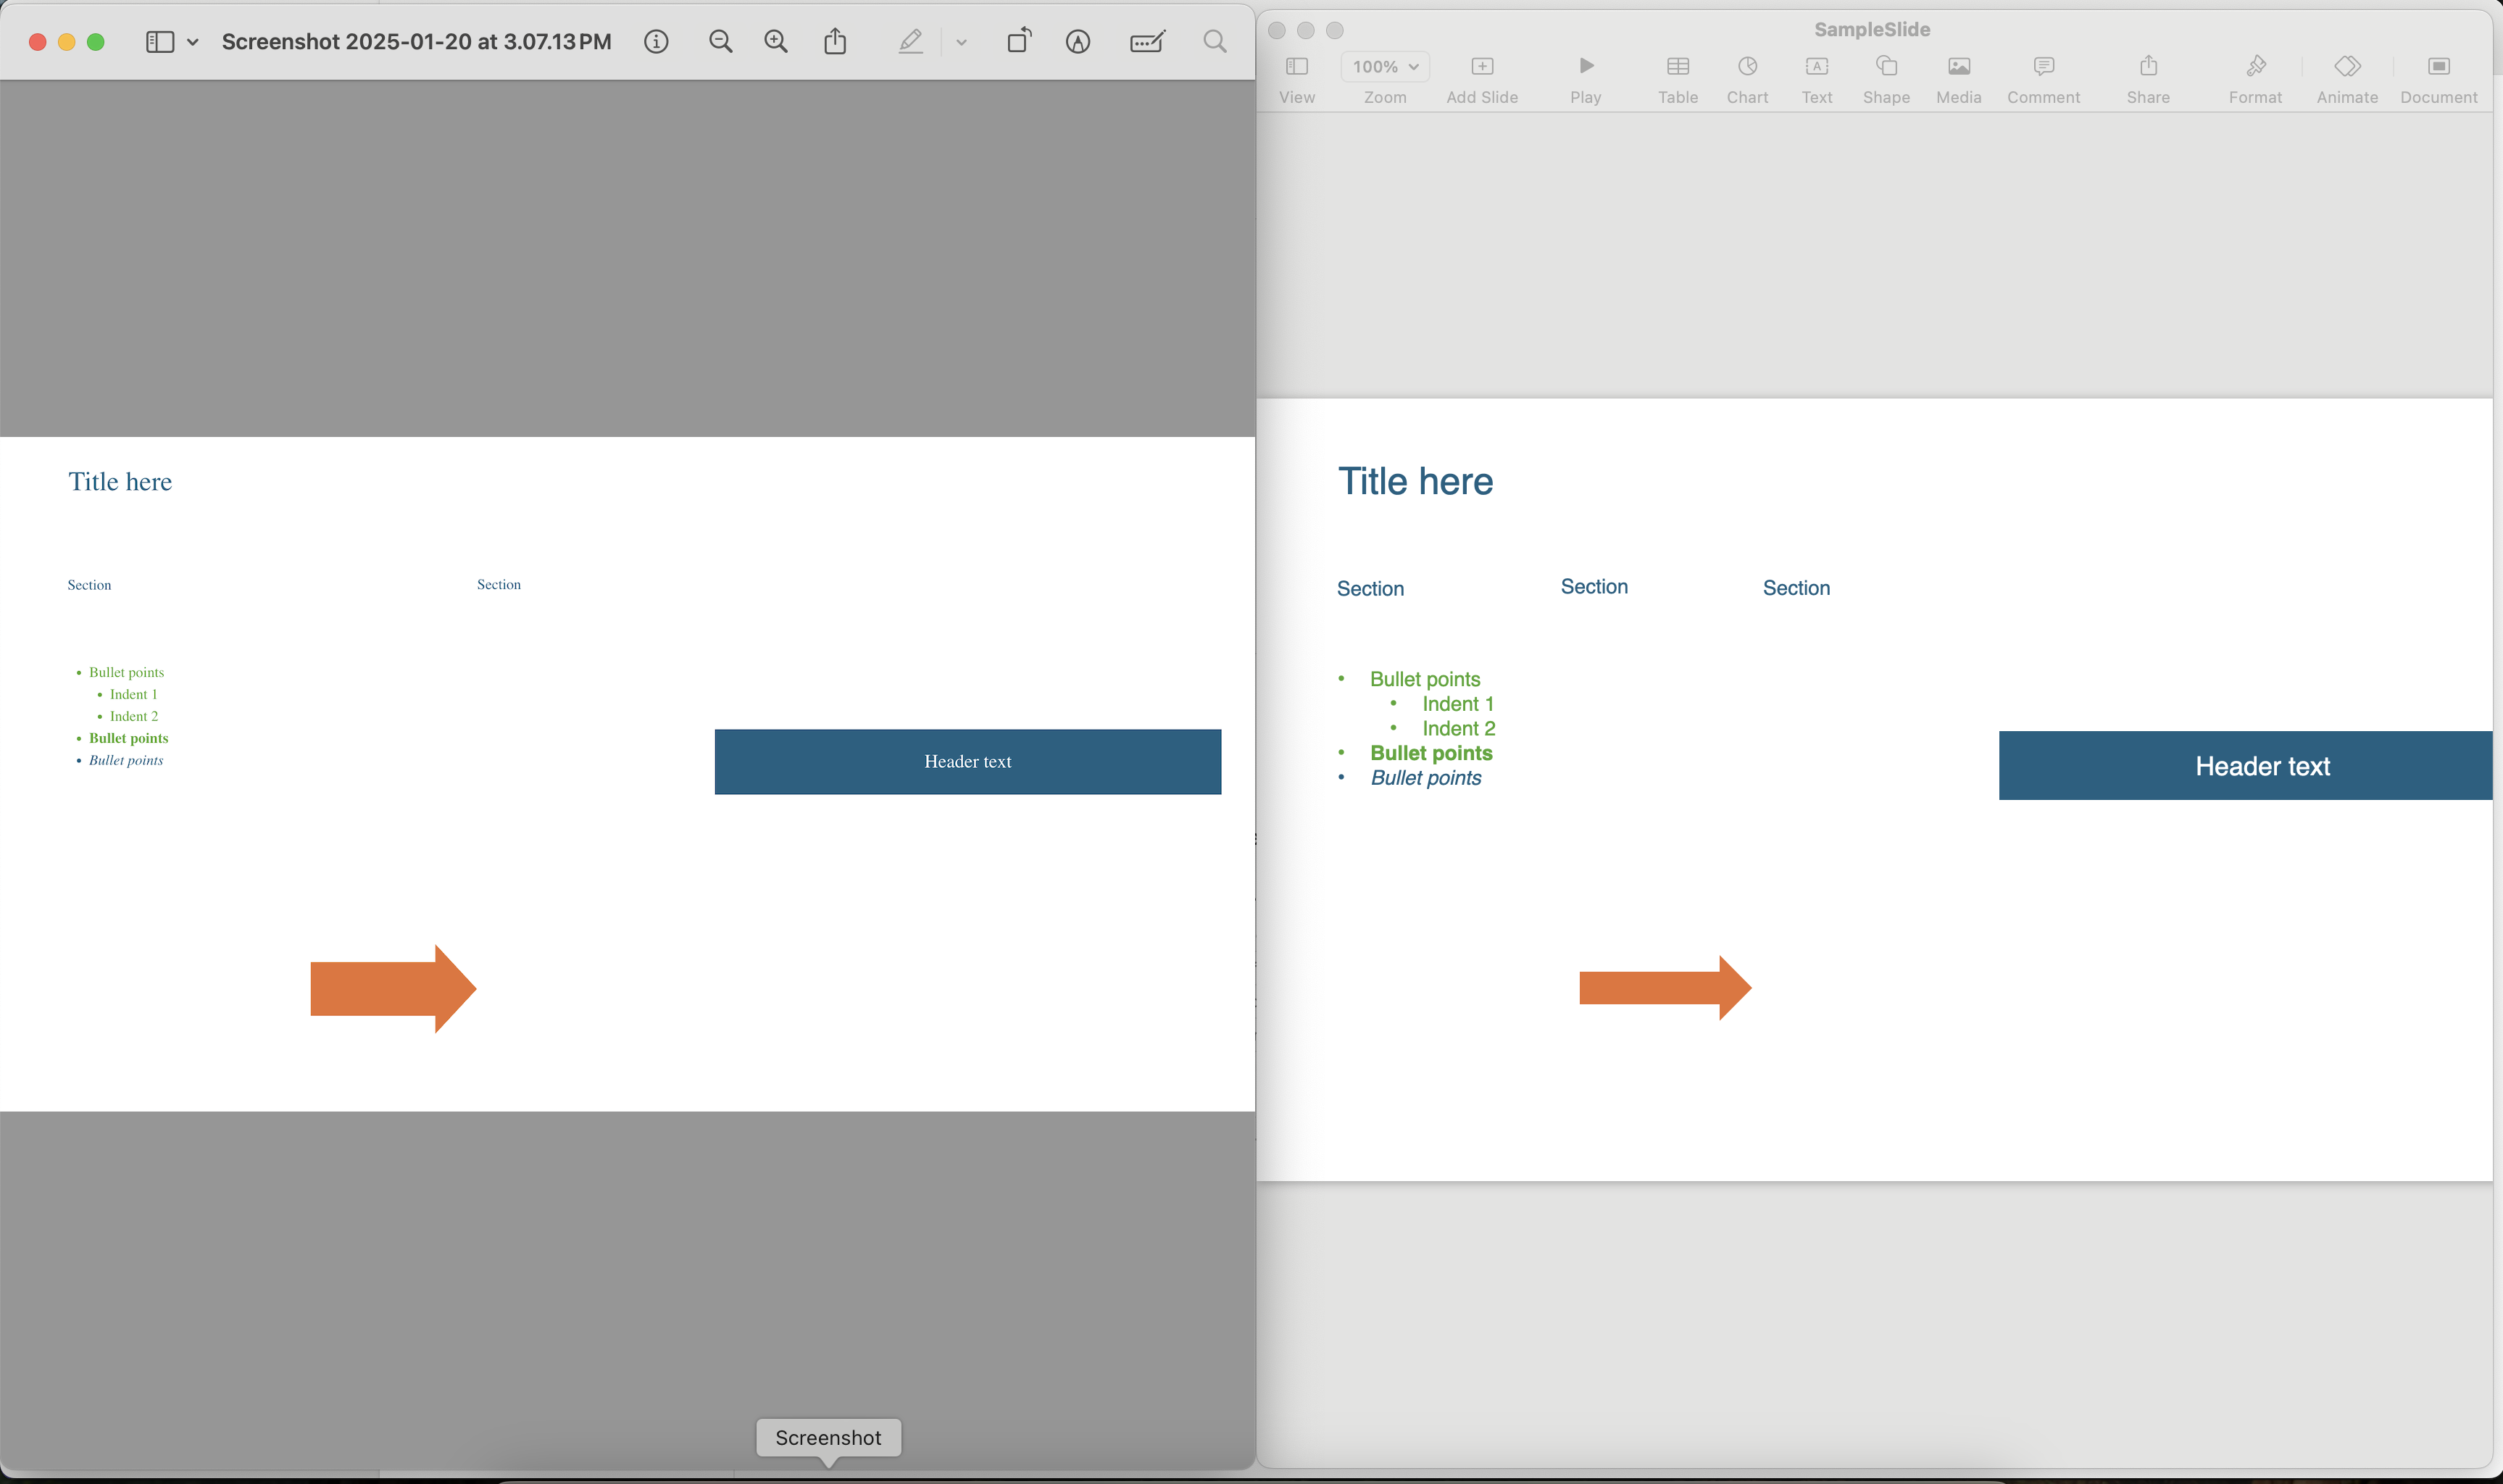 Screenshot 2025-01-20 at 3.07.13 PM
Title here
Section
Section
Bullet points
Indent 1
Indent 2
Bullet points
Bullet points
Header text
Screenshot
SampleSlide
100%
View
Zoom
Add Slide
Play
Table
Chart
Text
Shape
Media
Comment
Share
Format
Animate
Document
Title here
Section
Section
Section
Bullet points
Indent 1
Indent 2
Bullet points
Bullet points
Header text